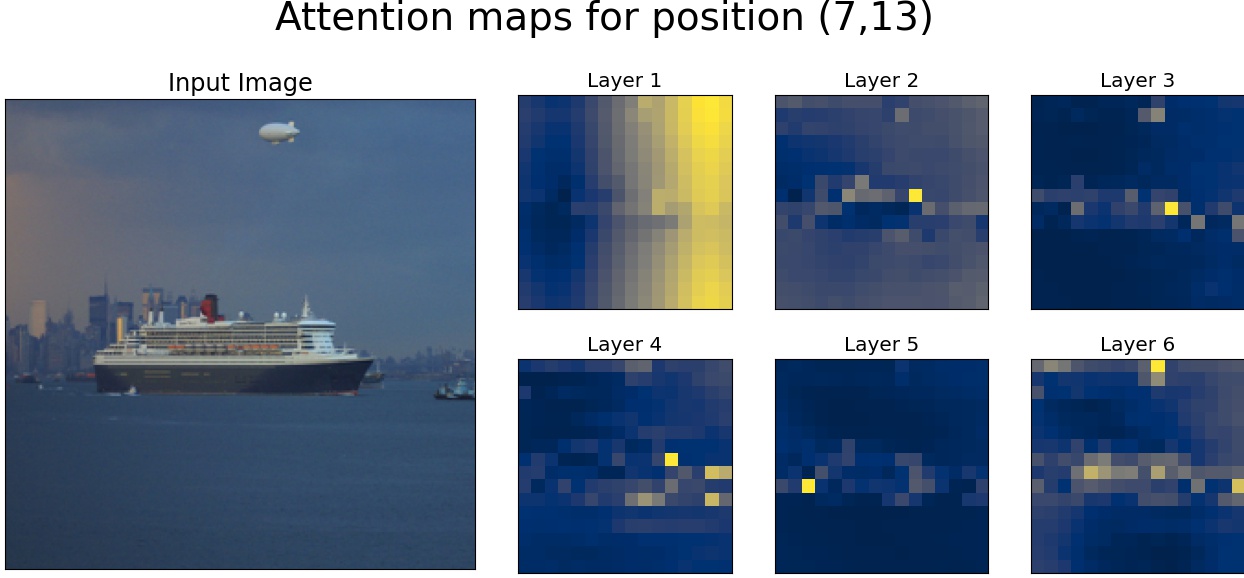 Attention maps for position (7,13)
Input Image
Layer 1
Layer 2
Layer 3
Layer 4
Layer 5
Layer 6